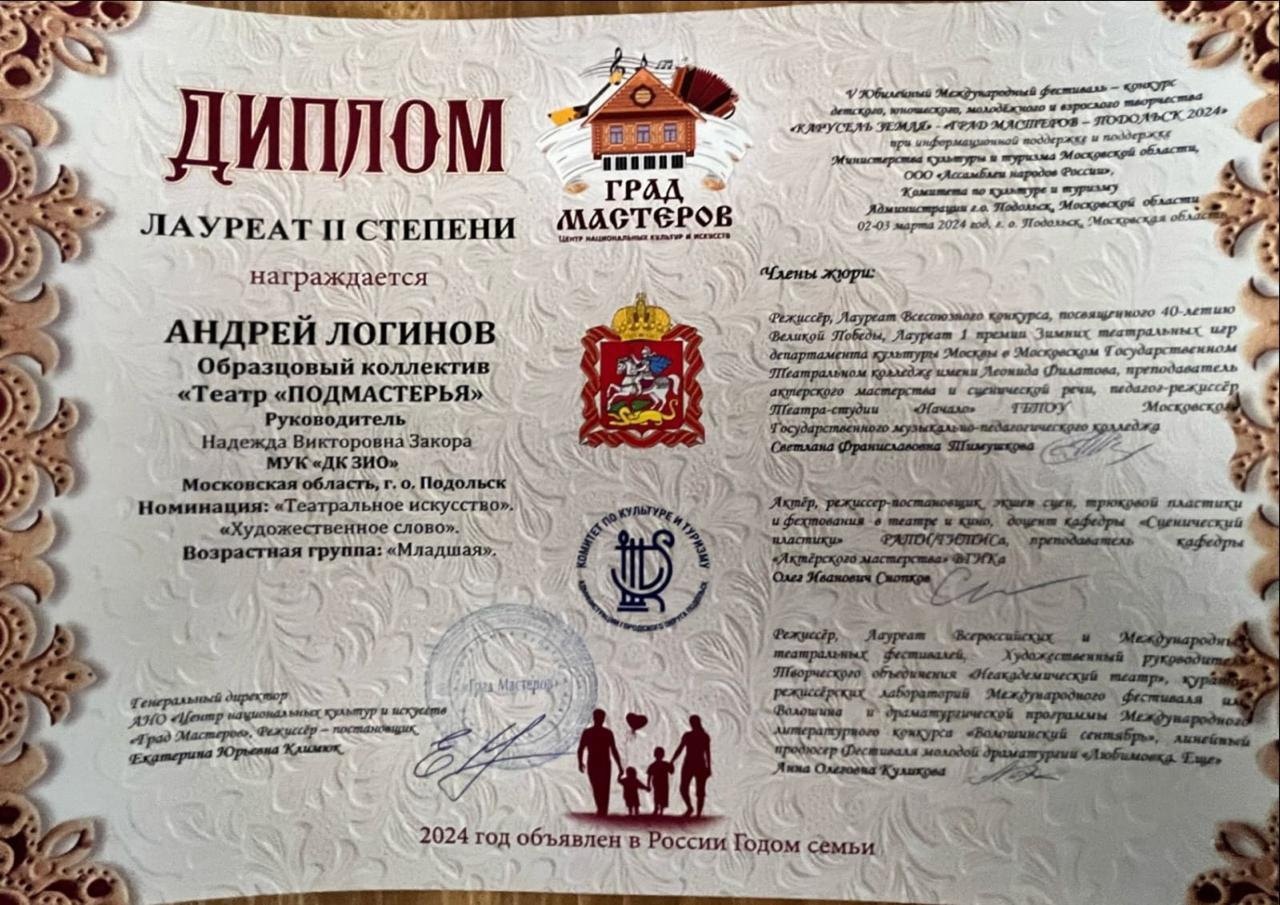 ДИПЛОМ
ЛАУРЕАТ II СТЕПЕНИ
награждается
АНДРЕЙ ЛОГИНОВ
Образцовый коллектив
«Театр «ПОДМАСТЕРЬЯ»
Руководитель
Надежда Викторовна Закора
МУК «ДК ЗИО»
Московская область, г. о. Подольск
Номинация: «Театральное искусство».
«Художественное слово».
Возрастная группа: «Младшая».
Генеральный директор
АНО «Центр национальных культур и искусств
«Град Мастеров», Режиссёр – постановщик
Екатерина Юрьевна Климюк
«Град Мастеров»
ГРАД
МАСТЕРОВ
ЦЕНТР НАЦИОНАЛЬНЫХ КУЛЬТУР И ИСКУССТВ
КОМИТЕТ ПО КУЛЬТУРЕ И ТУРИЗМУ
АДМИНИСТРАЦИИ ГОРОДСКОГО ОКРУГА ПОДОЛЬСК
2024 год объявлен в России Годом семьи
V Юбилейный Международный фестиваль – конкурс
детского, юношеского, молодёжного и взрослого творчества
«КАРУСЕЛЬ ЗЕМЛЯ» - «ГРАД МАСТЕРОВ – ПОДОЛЬСК 2024»
при информационной поддержке и поддержке
Министерства культуры и туризма Московской области,
ООО «Ассамблеи народов России»,
Комитета по культуре и туризму
Администрации г.о. Подольск, Московской области
02-03 марта 2024 год, г. о. Подольск, Московская область
Члены жюри:
Режиссёр, Лауреат Всесоюзного конкурса, посвященного 40-летию
Великой Победы, Лауреат 1 премии Зимних театральных игр
департамента культуры Москвы в Московском Государственном
Театральном колледже имени Леонида Филатова, преподаватель
актерского мастерства и сценической речи, педагог-режиссёр
Театра-студии «Начало» ГБПОУ Московского
Государственного музыкально-педагогического колледжа
Светлана Франиславовна Тимушкова
Актёр, режиссер-постановщик экшен сцен, трюковой пластики
и фехтования в театре и кино, доцент кафедры «Сценический
пластики» РАТИ/ГИТИСа, преподаватель кафедры
«Актёрского мастерства» ВГИКа
Олег Иванович Снопков
Режиссёр, Лауреат Всероссийских и Международных
театральных фестивалей, Художественный руководитель
Творческого объединения «Неакадемический театр», куратор
режиссёрских лабораторий Международного фестиваля им.
Волошина и драматургической программы Международного
литературного конкурса «Волошинский сентябрь», линейный
продюсер Фестиваля молодой драматургии «Любимовка. Еще»
Анна Олеговна Куликова